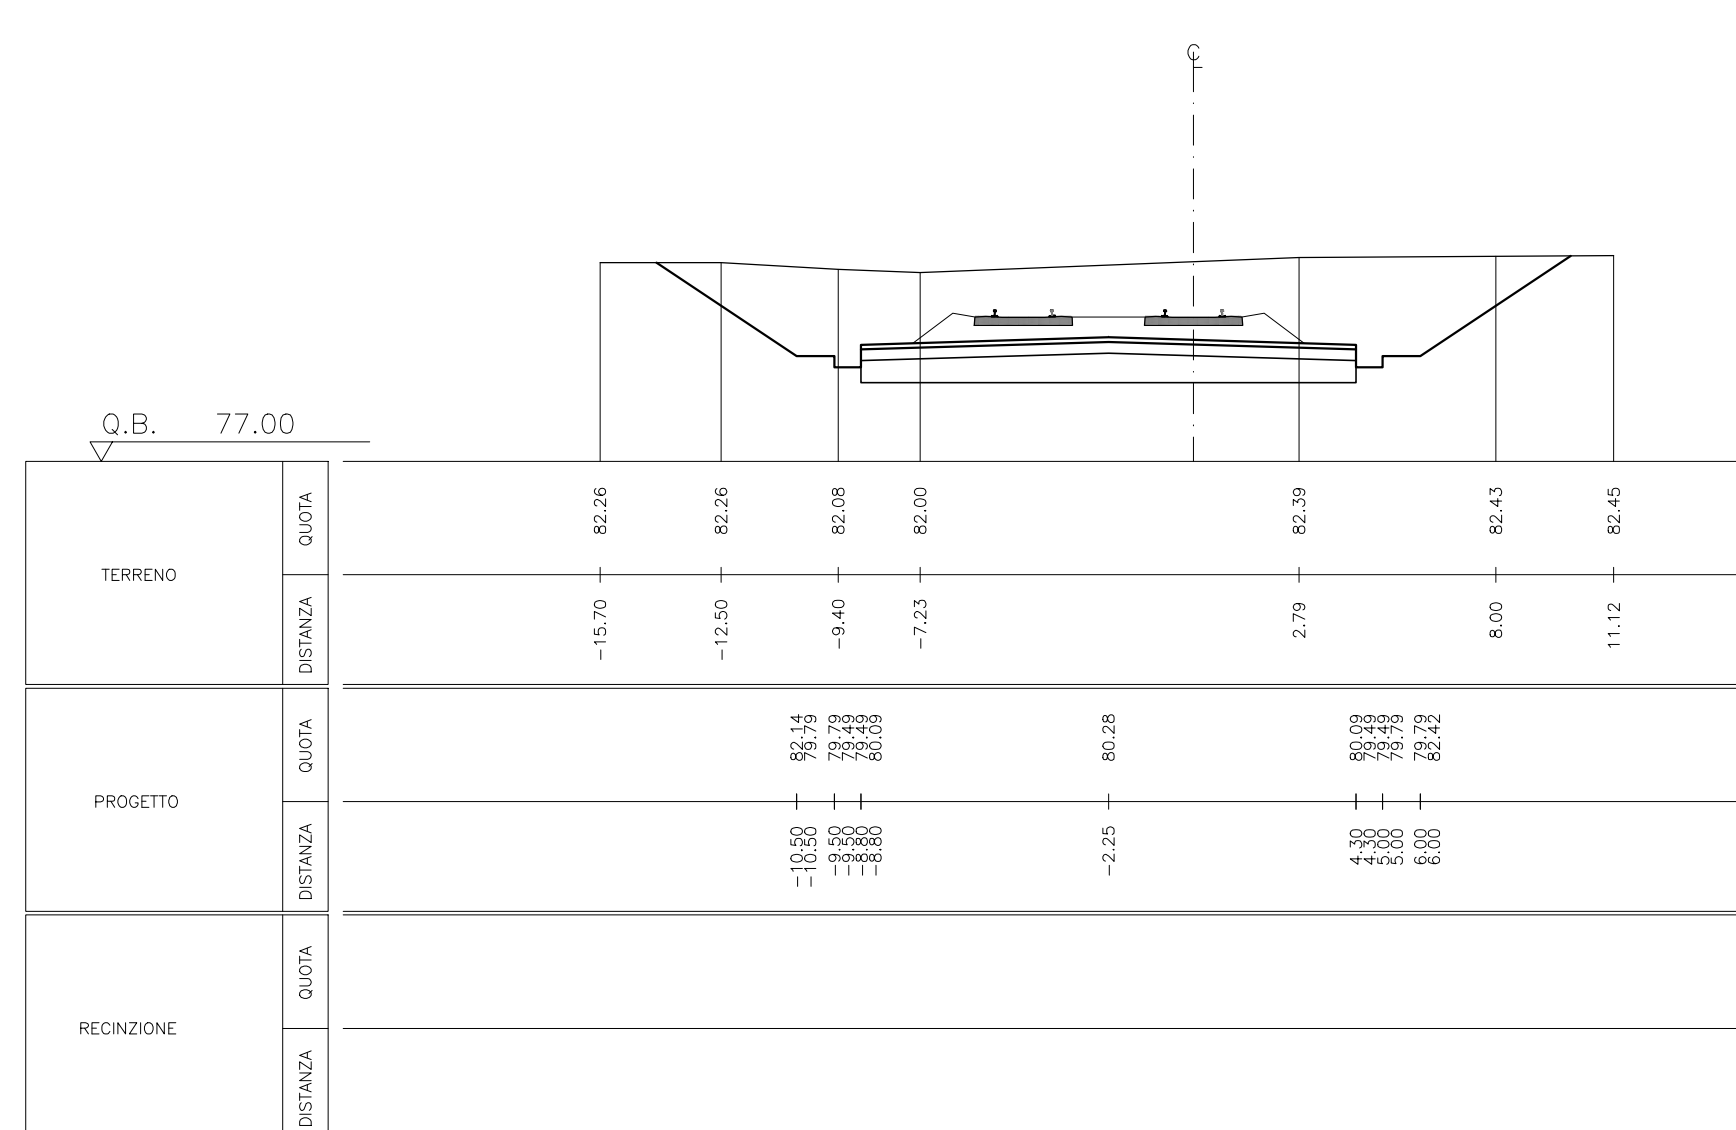 ℄
Q.B. 77.00
TERRENO
QUOTA
82.26 82.26 82.08 82.00 82.39 82.43 82.45
DISTANZA
-15.70 -12.50 -9.40 -7.23 2.79 8.00 11.12
PROGETTO
QUOTA
82.14 79.79 79.79 79.49 79.49 80.09 80.28 80.09 79.49 79.49 79.79 79.79 82.42
DISTANZA
-10.50 -10.50 -9.50 -9.50 -8.80 -8.80 -2.25 4.30 4.30 5.00 5.00 6.00 6.00
RECINZIONE
QUOTA
DISTANZA